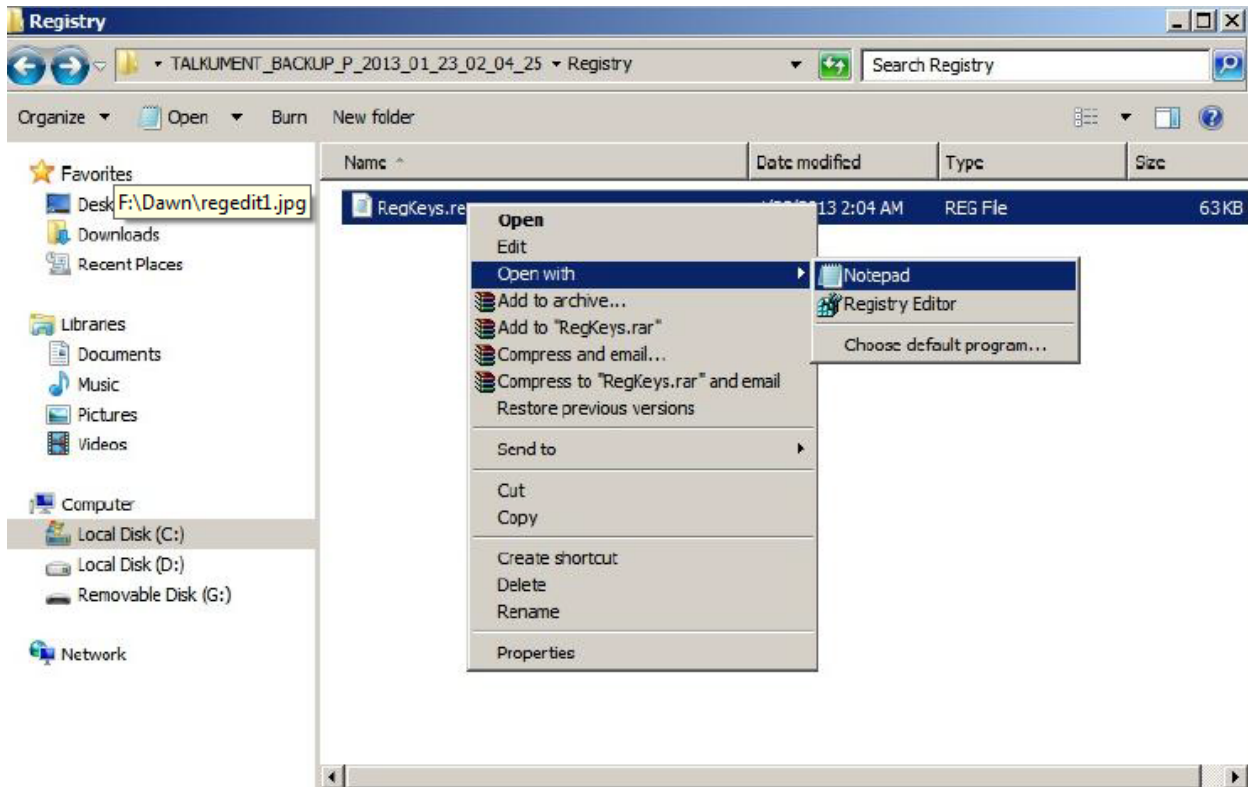 Registry
TALKUMENT_BACKUP_P_2013_01_23_02_04_25 Registry
Search Registry
Organize Open Burn New folder
Name Date modified Type Size
Favorites
Desk
F:\Dawn\regedit1.jpg
Downloads
Recent Places
Libraries
Documents
Music
Pictures
Videos
Computer
Local Disk (C:)
Local Disk (D:)
Removable Disk (G:)
Network
RegKeys.re 13 2:04 AM REG File 63 KB
Open
Edit
Open with
Add to archive...
Add to "RegKeys.rar"
Compress and email...
Compress to "RegKeys.rar" and email
Restore previous versions
Send to
Cut
Copy
Create shortcut
Delete
Rename
Properties
Notepad
Registry Editor
Choose default program...